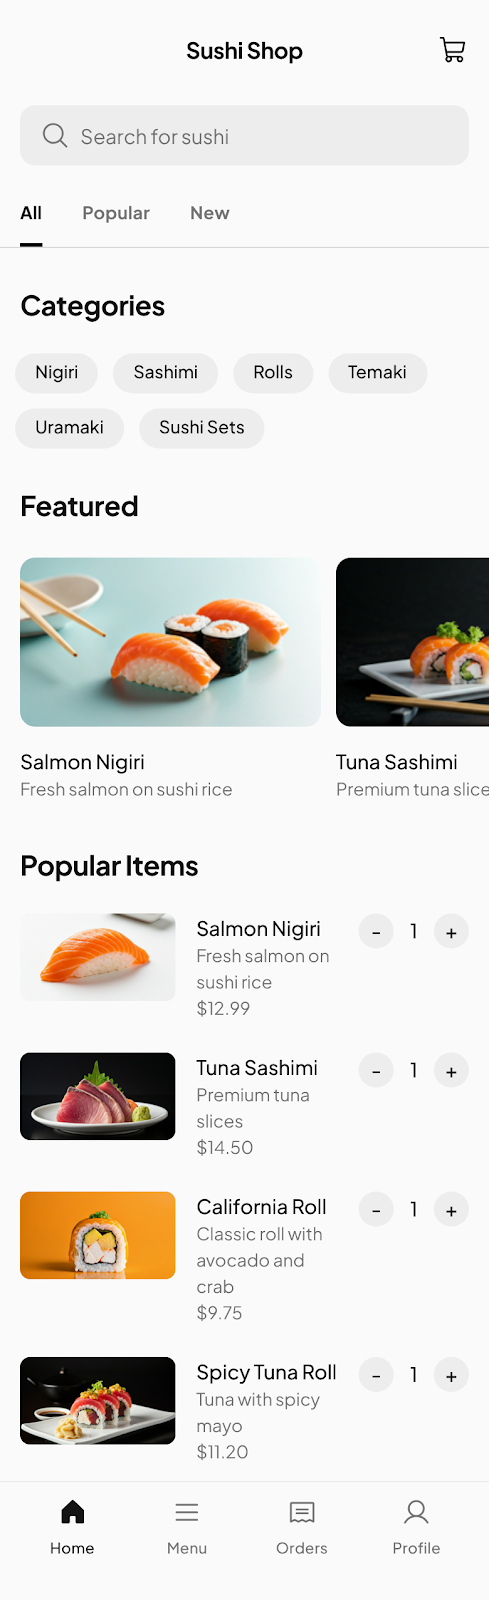 Sushi Shop
Search for sushi
All Popular New
Categories
Nigiri Sashimi Rolls Temaki
Uramaki Sushi Sets
Featured
Salmon Nigiri
Fresh salmon on sushi rice
Tuna Sashimi
Premium tuna slice
Popular Items
Salmon Nigiri
Fresh salmon on
sushi rice
$12.99
- 1 +
Tuna Sashimi
Premium tuna
slices
$14.50
- 1 +
California Roll
Classic roll with
avocado and
crab
$9.75
- 1 +
Spicy Tuna Roll
Tuna with spicy
mayo
$11.20
- 1 +
Home Menu Orders Profile